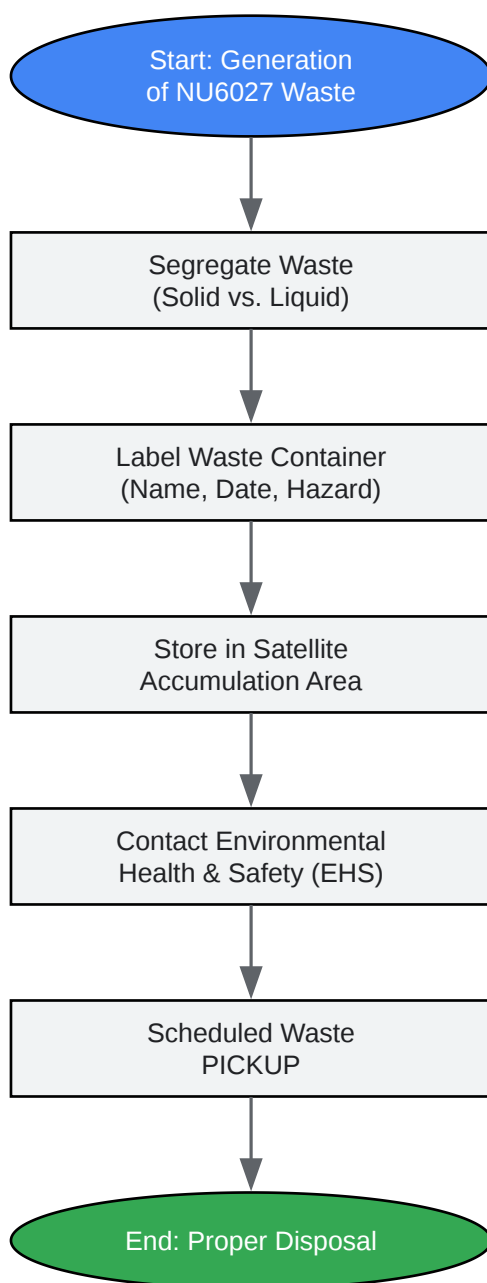 Start: Generation
of NU6027 Waste
Segregate Waste
(Solid vs. Liquid)
Label Waste Container
(Name, Date, Hazard)
Store in Satellite
Accumulation Area
Contact Environmental
Health & Safety (EHS)
Scheduled Waste
PICKUP
End: Proper Disposal